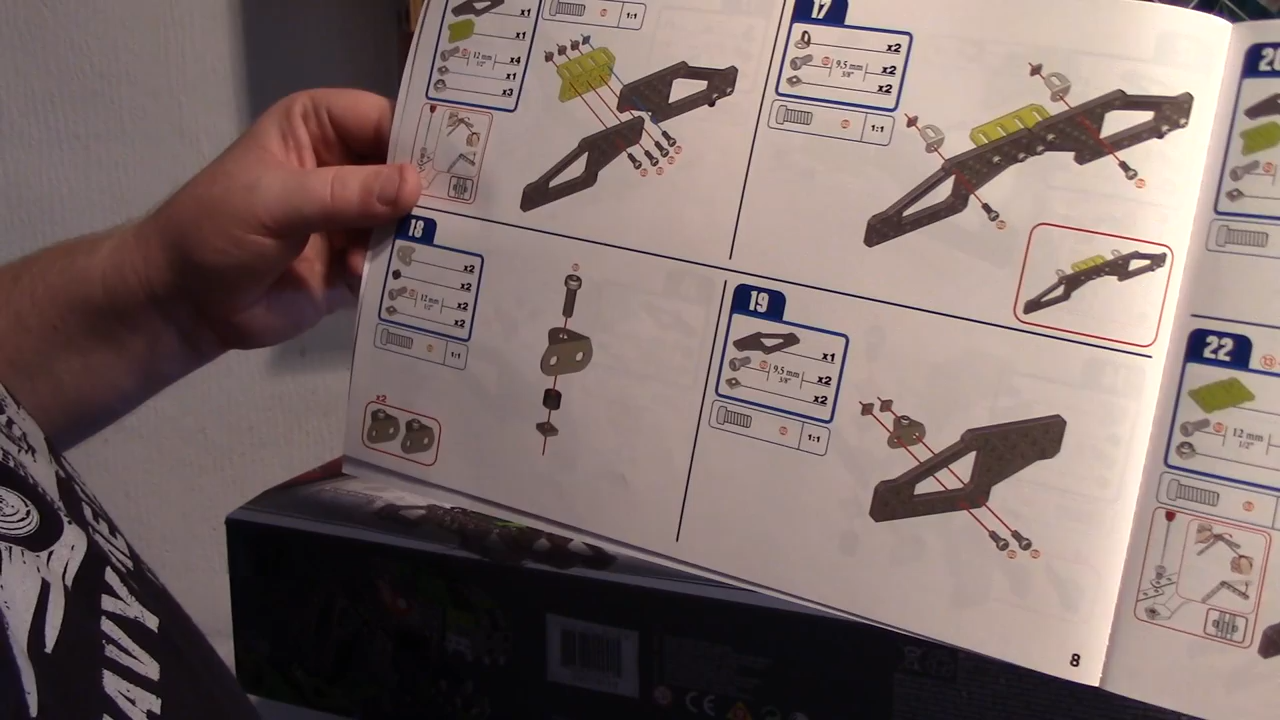 x1
x1
12 mm
1/2"
x4
x1
x3
1:1
17
x2
9,5 mm
3/8"
x2
x2
1:1
18
x2
x2
12 mm
1/2"
x2
x2
1:1
x2
19
x1
9,5 mm
3/8"
x2
x2
1:1
8
20
22
12 mm
1/2"
CE